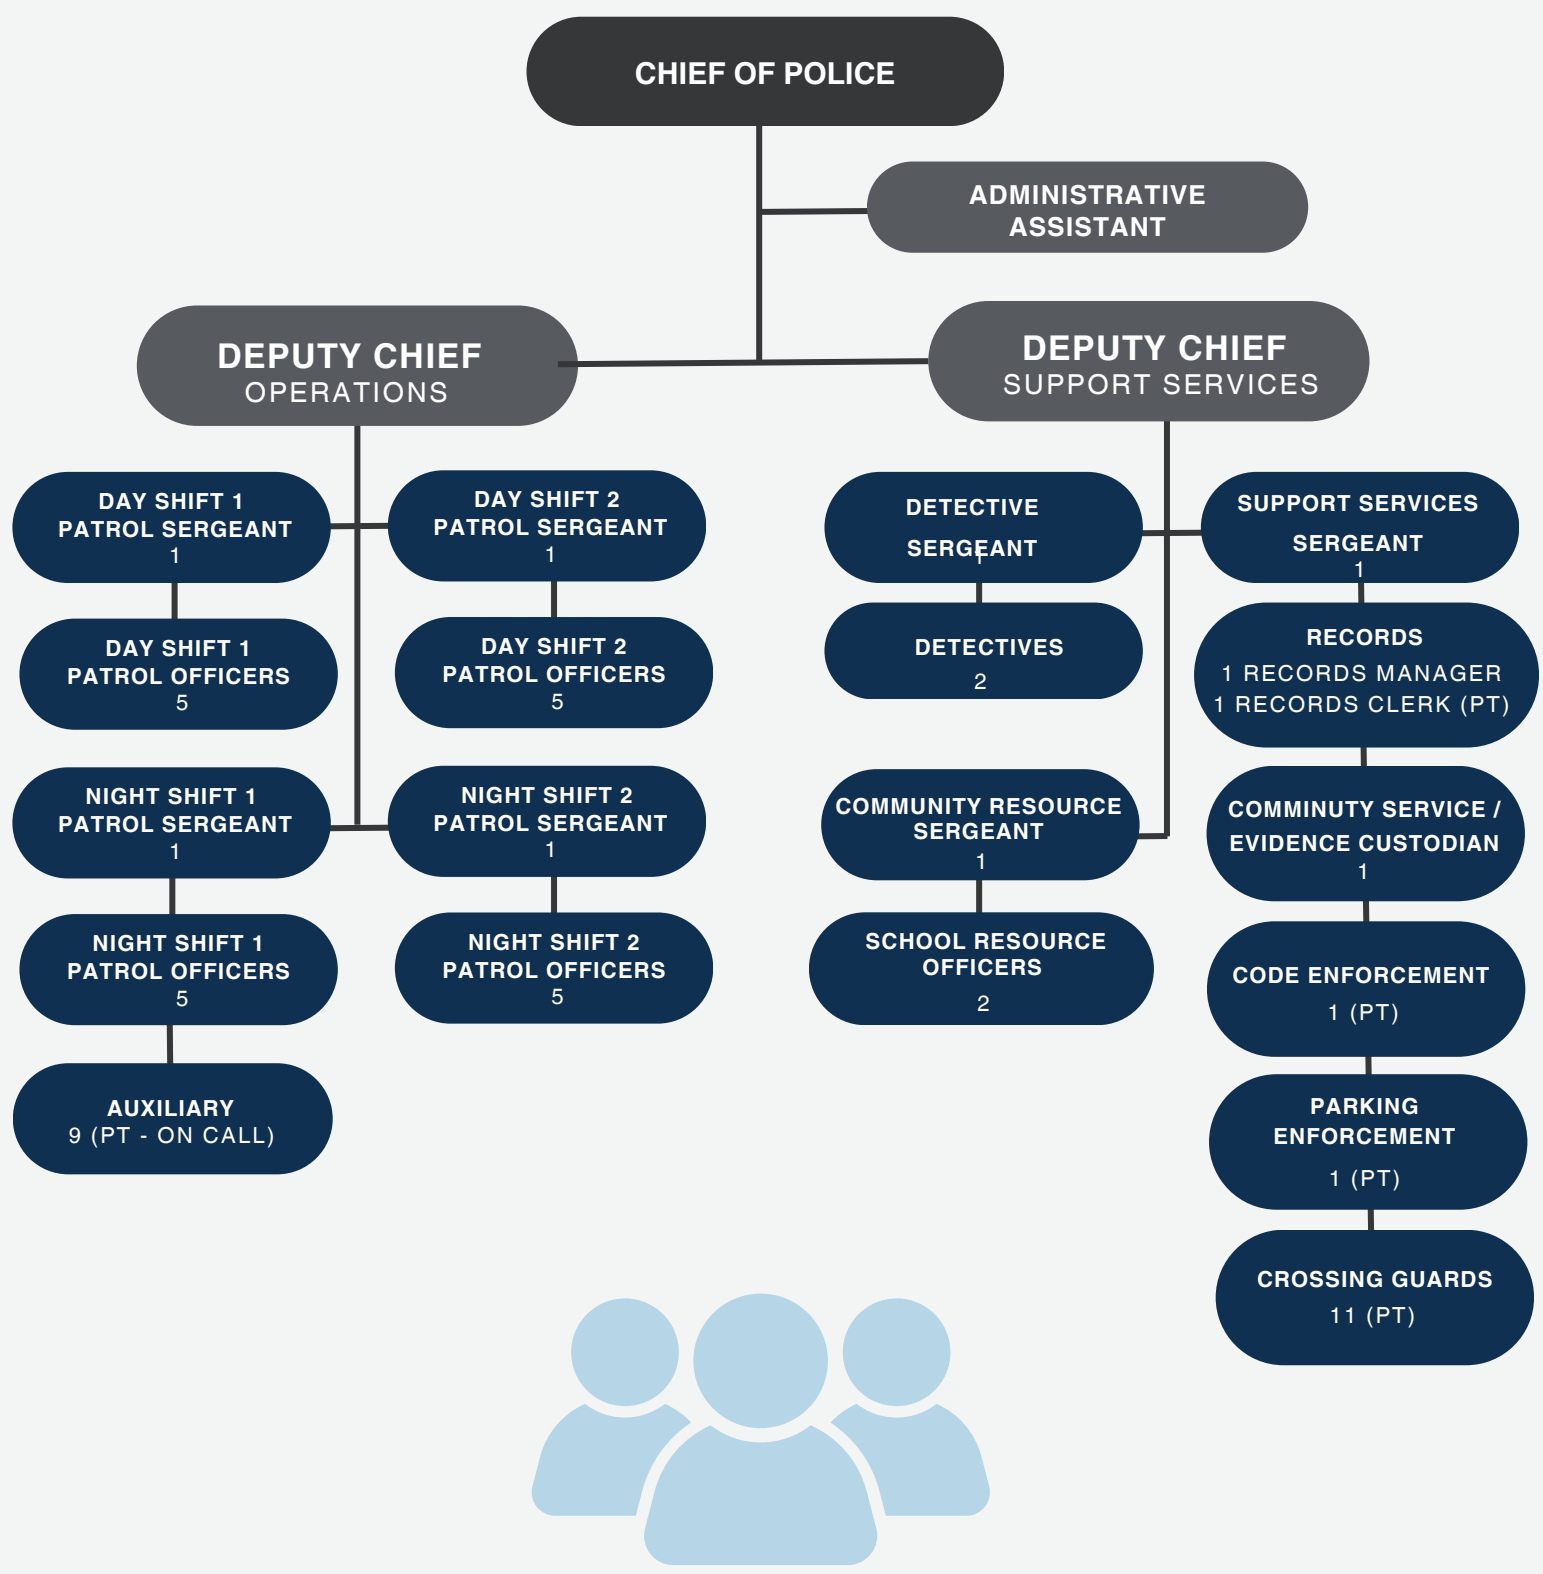 CHIEF OF POLICE
ADMINISTRATIVE
ASSISTANT
DEPUTY CHIEF
OPERATIONS
DEPUTY CHIEF
SUPPORT SERVICES
DAY SHIFT 1
PATROL SERGEANT
1
DAY SHIFT 2
PATROL SERGEANT
1
DETECTIVE
SERGEANT
1
SUPPORT SERVICES
SERGEANT
1
DAY SHIFT 1
PATROL OFFICERS
5
DAY SHIFT 2
PATROL OFFICERS
5
DETECTIVES
2
RECORDS
1 RECORDS MANAGER
1 RECORDS CLERK (PT)
NIGHT SHIFT 1
PATROL SERGEANT
1
NIGHT SHIFT 2
PATROL SERGEANT
1
COMMUNITY RESOURCE
SERGEANT
1
COMMINUTY SERVICE /
EVIDENCE CUSTODIAN
1
NIGHT SHIFT 1
PATROL OFFICERS
5
NIGHT SHIFT 2
PATROL OFFICERS
5
SCHOOL RESOURCE
OFFICERS
2
CODE ENFORCEMENT
1 (PT)
AUXILIARY
9 (PT - ON CALL)
PARKING
ENFORCEMENT
1 (PT)
CROSSING GUARDS
11 (PT)